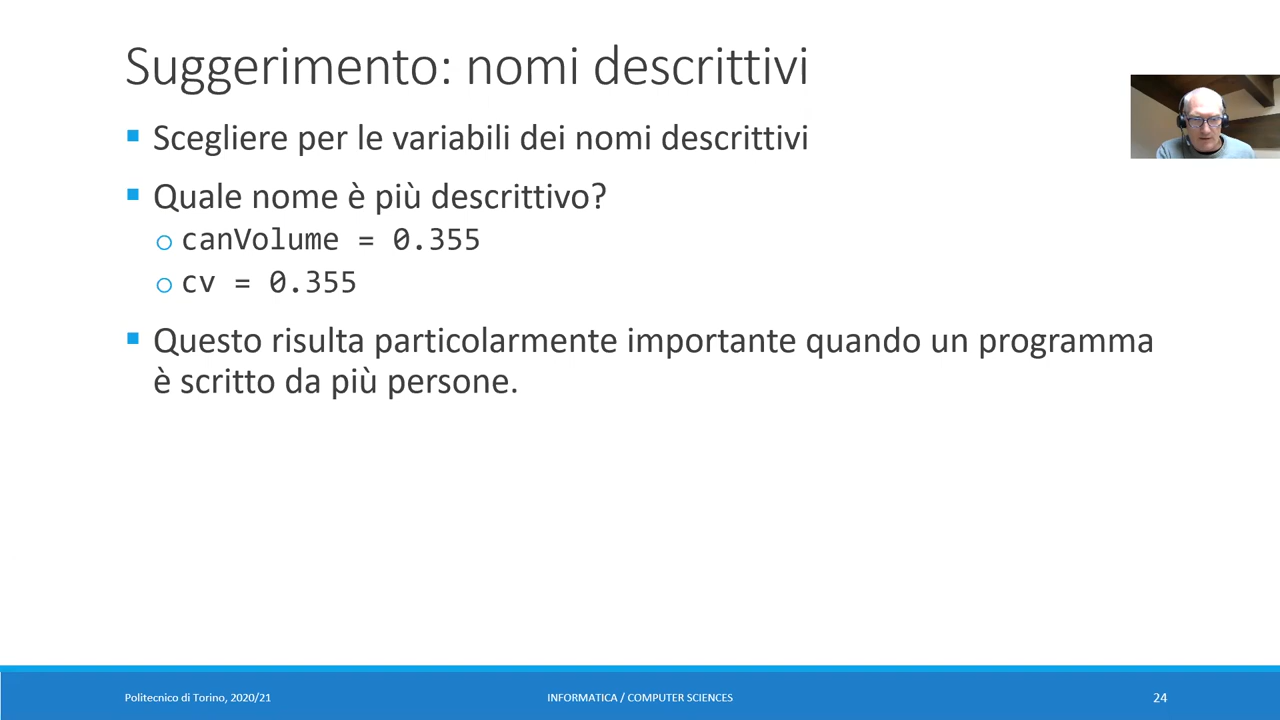 Suggerimento: nomi descrittivi
Scegliere per le variabili dei nomi descrittivi
Quale nome è più descrittivo?
canVolume = 0.355
cv = 0.355
Questo risulta particolarmente importante quando un programma
è scritto da più persone.
Politecnico di Torino, 2020/21
INFORMATICA / COMPUTER SCIENCES
24